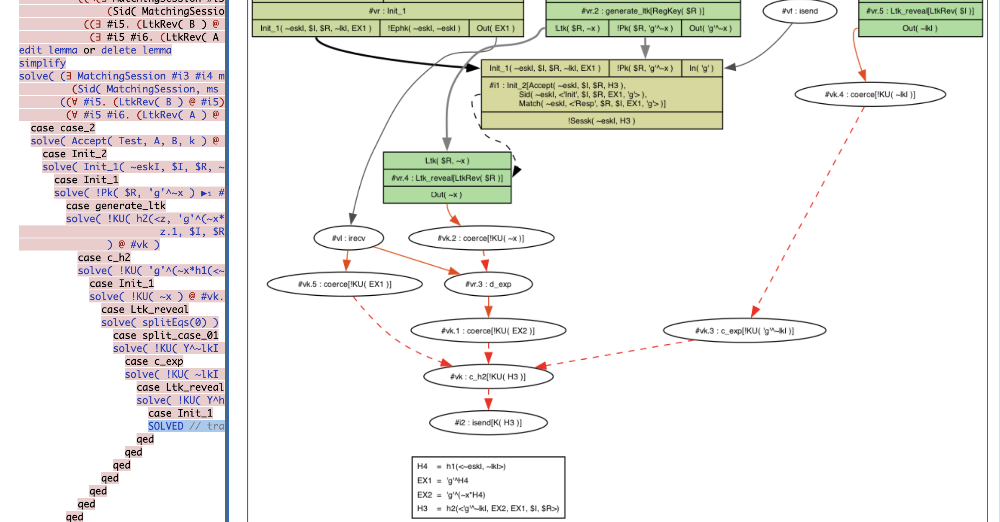 (Sid( MatchingSessio
((∃ #i5. (LtkRev( B ) @
(∃ #i5 #i6. (LtkRev( A
edit lemma or delete lemma
simplify
solve( (∃ MatchingSession #i3 #i4 m
(Sid( MatchingSession, ms
((∀ #i5. (LtkRev( B ) @ #i5)
(∀ #i5 #i6. (LtkRev( A ) @
case case_2
solve( Accept( Test, A, B, k ) @
case Init_2
solve( Init_1( ~eskI, $I, $R, ~
case Init_1
solve( !Pk( $R, 'g'^~x ) ▶₁ #
case generate_ltk
solve( !KU( h2(<z, 'g'^(~x*
z.1, $I, $R
) @ #vk )
case c_h2
solve( !KU( 'g'^(~x*h1(<~
case Init_1
solve( !KU( ~x ) @ #vk.
case Ltk_reveal
solve( splitEqs(0) )
case split_case_01
solve( !KU( Y^~lkI
case c_exp
solve( !KU( ~lkI
case Ltk_reveal
solve( !KU( Y^h
case Init_1
SOLVED // tra
qed
qed
qed
qed
qed
qed
qed
#vr : Init_1
Init_1( ~eskI, $I, $R, ~lkI, EX1 )
!Ephk( ~eskI, ~eskI )
Out( EX1 )
#vr.2 : generate_ltk[RegKey( $R )]
!Ltk( $R, ~x )
!Pk( $R, 'g'^~x )
Out( 'g'^~x )
#vf : isend
#vr.5 : Ltk_reveal[LtkRev( $I )]
Out( ~lkI )
Init_1( ~eskI, $I, $R, ~lkI, EX1 )
!Pk( $R, 'g'^~x )
In( 'g' )
#i1 : Init_2[Accept( ~eskI, $I, $R, H3 ),
Sid( ~eskI, <'Init', $I, $R, EX1, 'g'> ),
Match( ~eskI, <'Resp', $R, $I, EX1, 'g'> )]
!Sessk( ~eskI, H3 )
#vk.4 : coerce[!KU( ~lkI )]
!Ltk( $R, ~x )
#vr.4 : Ltk_reveal[LtkRev( $R )]
Out( ~x )
#vl : irecv
#vk.2 : coerce[!KU( ~x )]
#vk.5 : coerce[!KU( EX1 )]
#vr.3 : d_exp
#vk.1 : coerce[!KU( EX2 )]
#vk.3 : c_exp[!KU( 'g'^~lkI )]
#vk : c_h2[!KU( H3 )]
#i2 : isend[K( H3 )]
H4 = h1(<~eskI, ~lkI>)
EX1 = 'g'^H4
EX2 = 'g'^(~x*H4)
H3 = h2(<'g'^~lkI, EX2, EX1, $I, $R>)